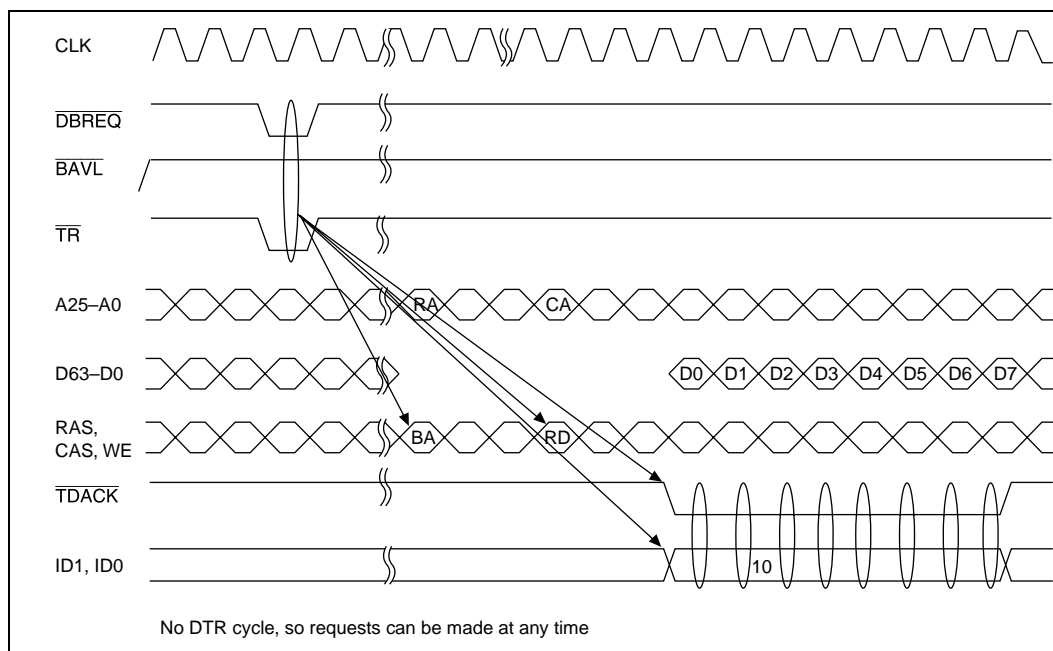 CLK
DBREQ
BAVL
TR
A25–A0 RA CA
D63–D0 D0 D1 D2 D3 D4 D5 D6 D7
RAS,
CAS, WE BA RD
TDACK
ID1, ID0 10
No DTR cycle, so requests can be made at any time